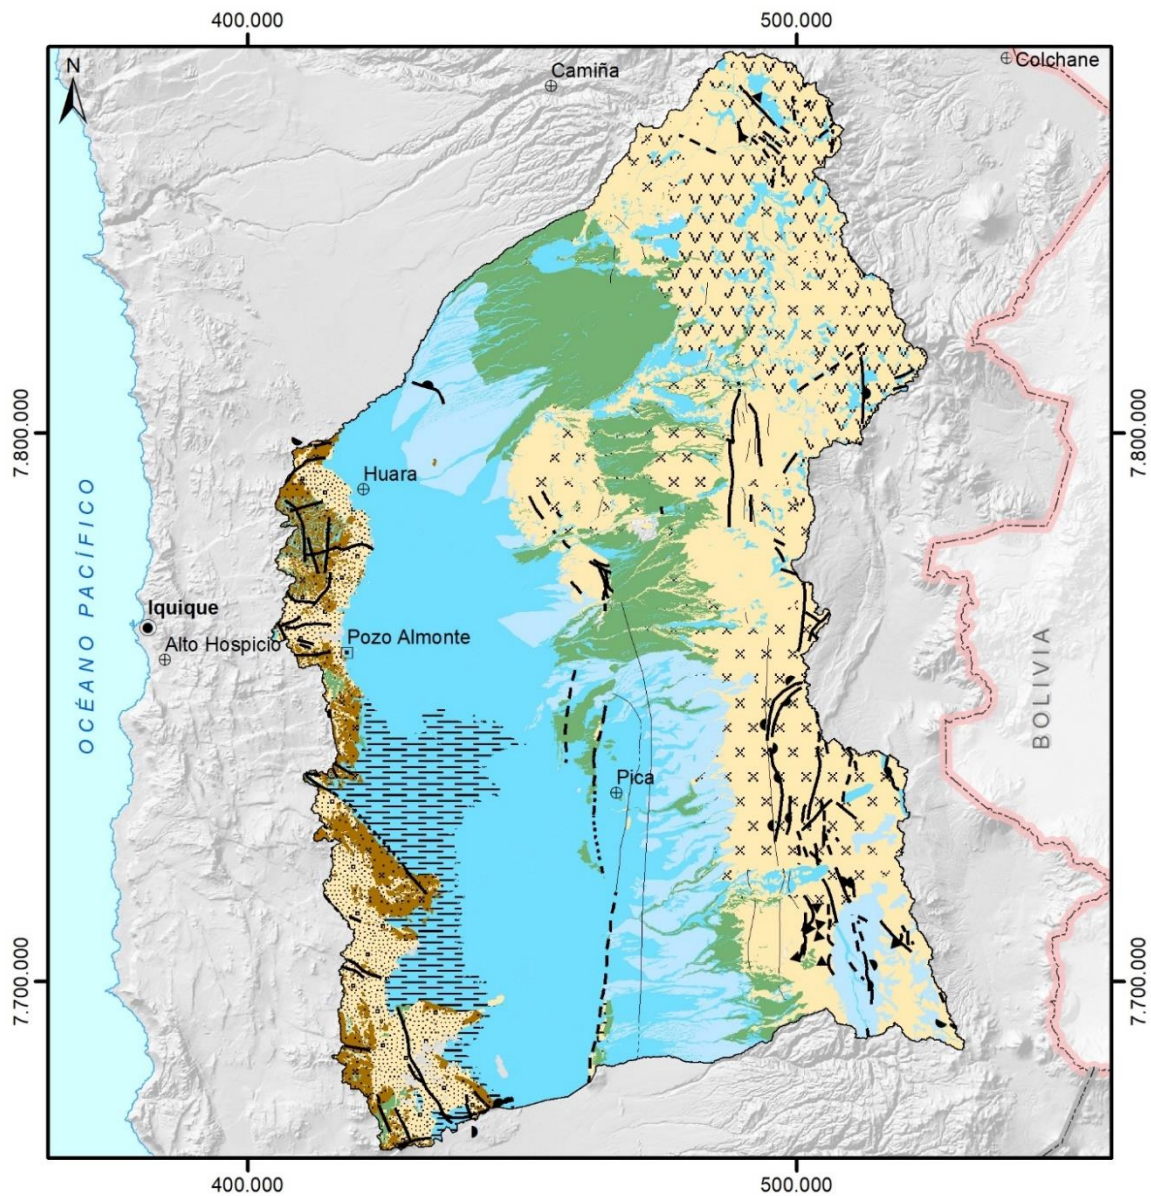 400.000
500.000
N
Camiña
Colchane
7.800.000
7.800.000
Huara
OCÉANO PACÍFICO
Iquique
Alto Hospicio
Pozo Almonte
BOLIVIA
Pica
7.700.000
7.700.000
400.000
500.000